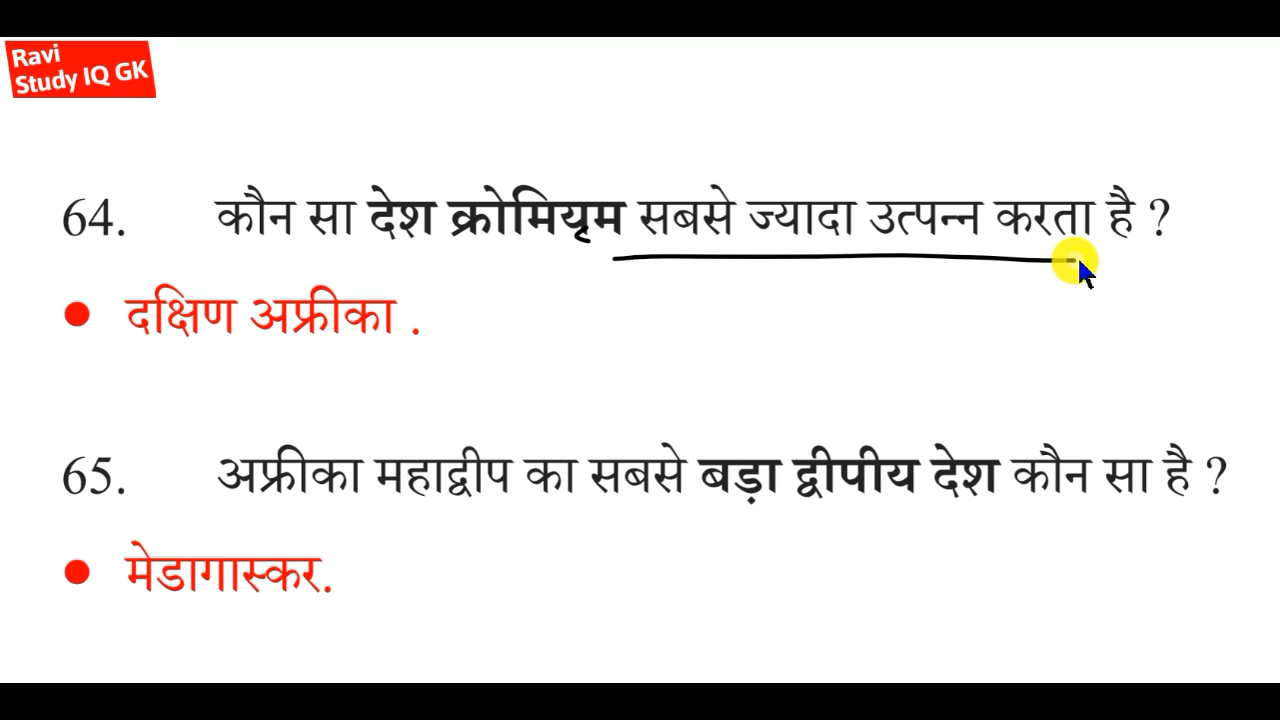 Ravi
Study IQ GK
64. कौन सा देश क्रोमियम सबसे ज्यादा उत्पन्न करता है ?
● दक्षिण अफ्रीका .
65. अफ्रीका महाद्वीप का सबसे बड़ा द्वीपीय देश कौन सा है ?
● मेडागास्कर.